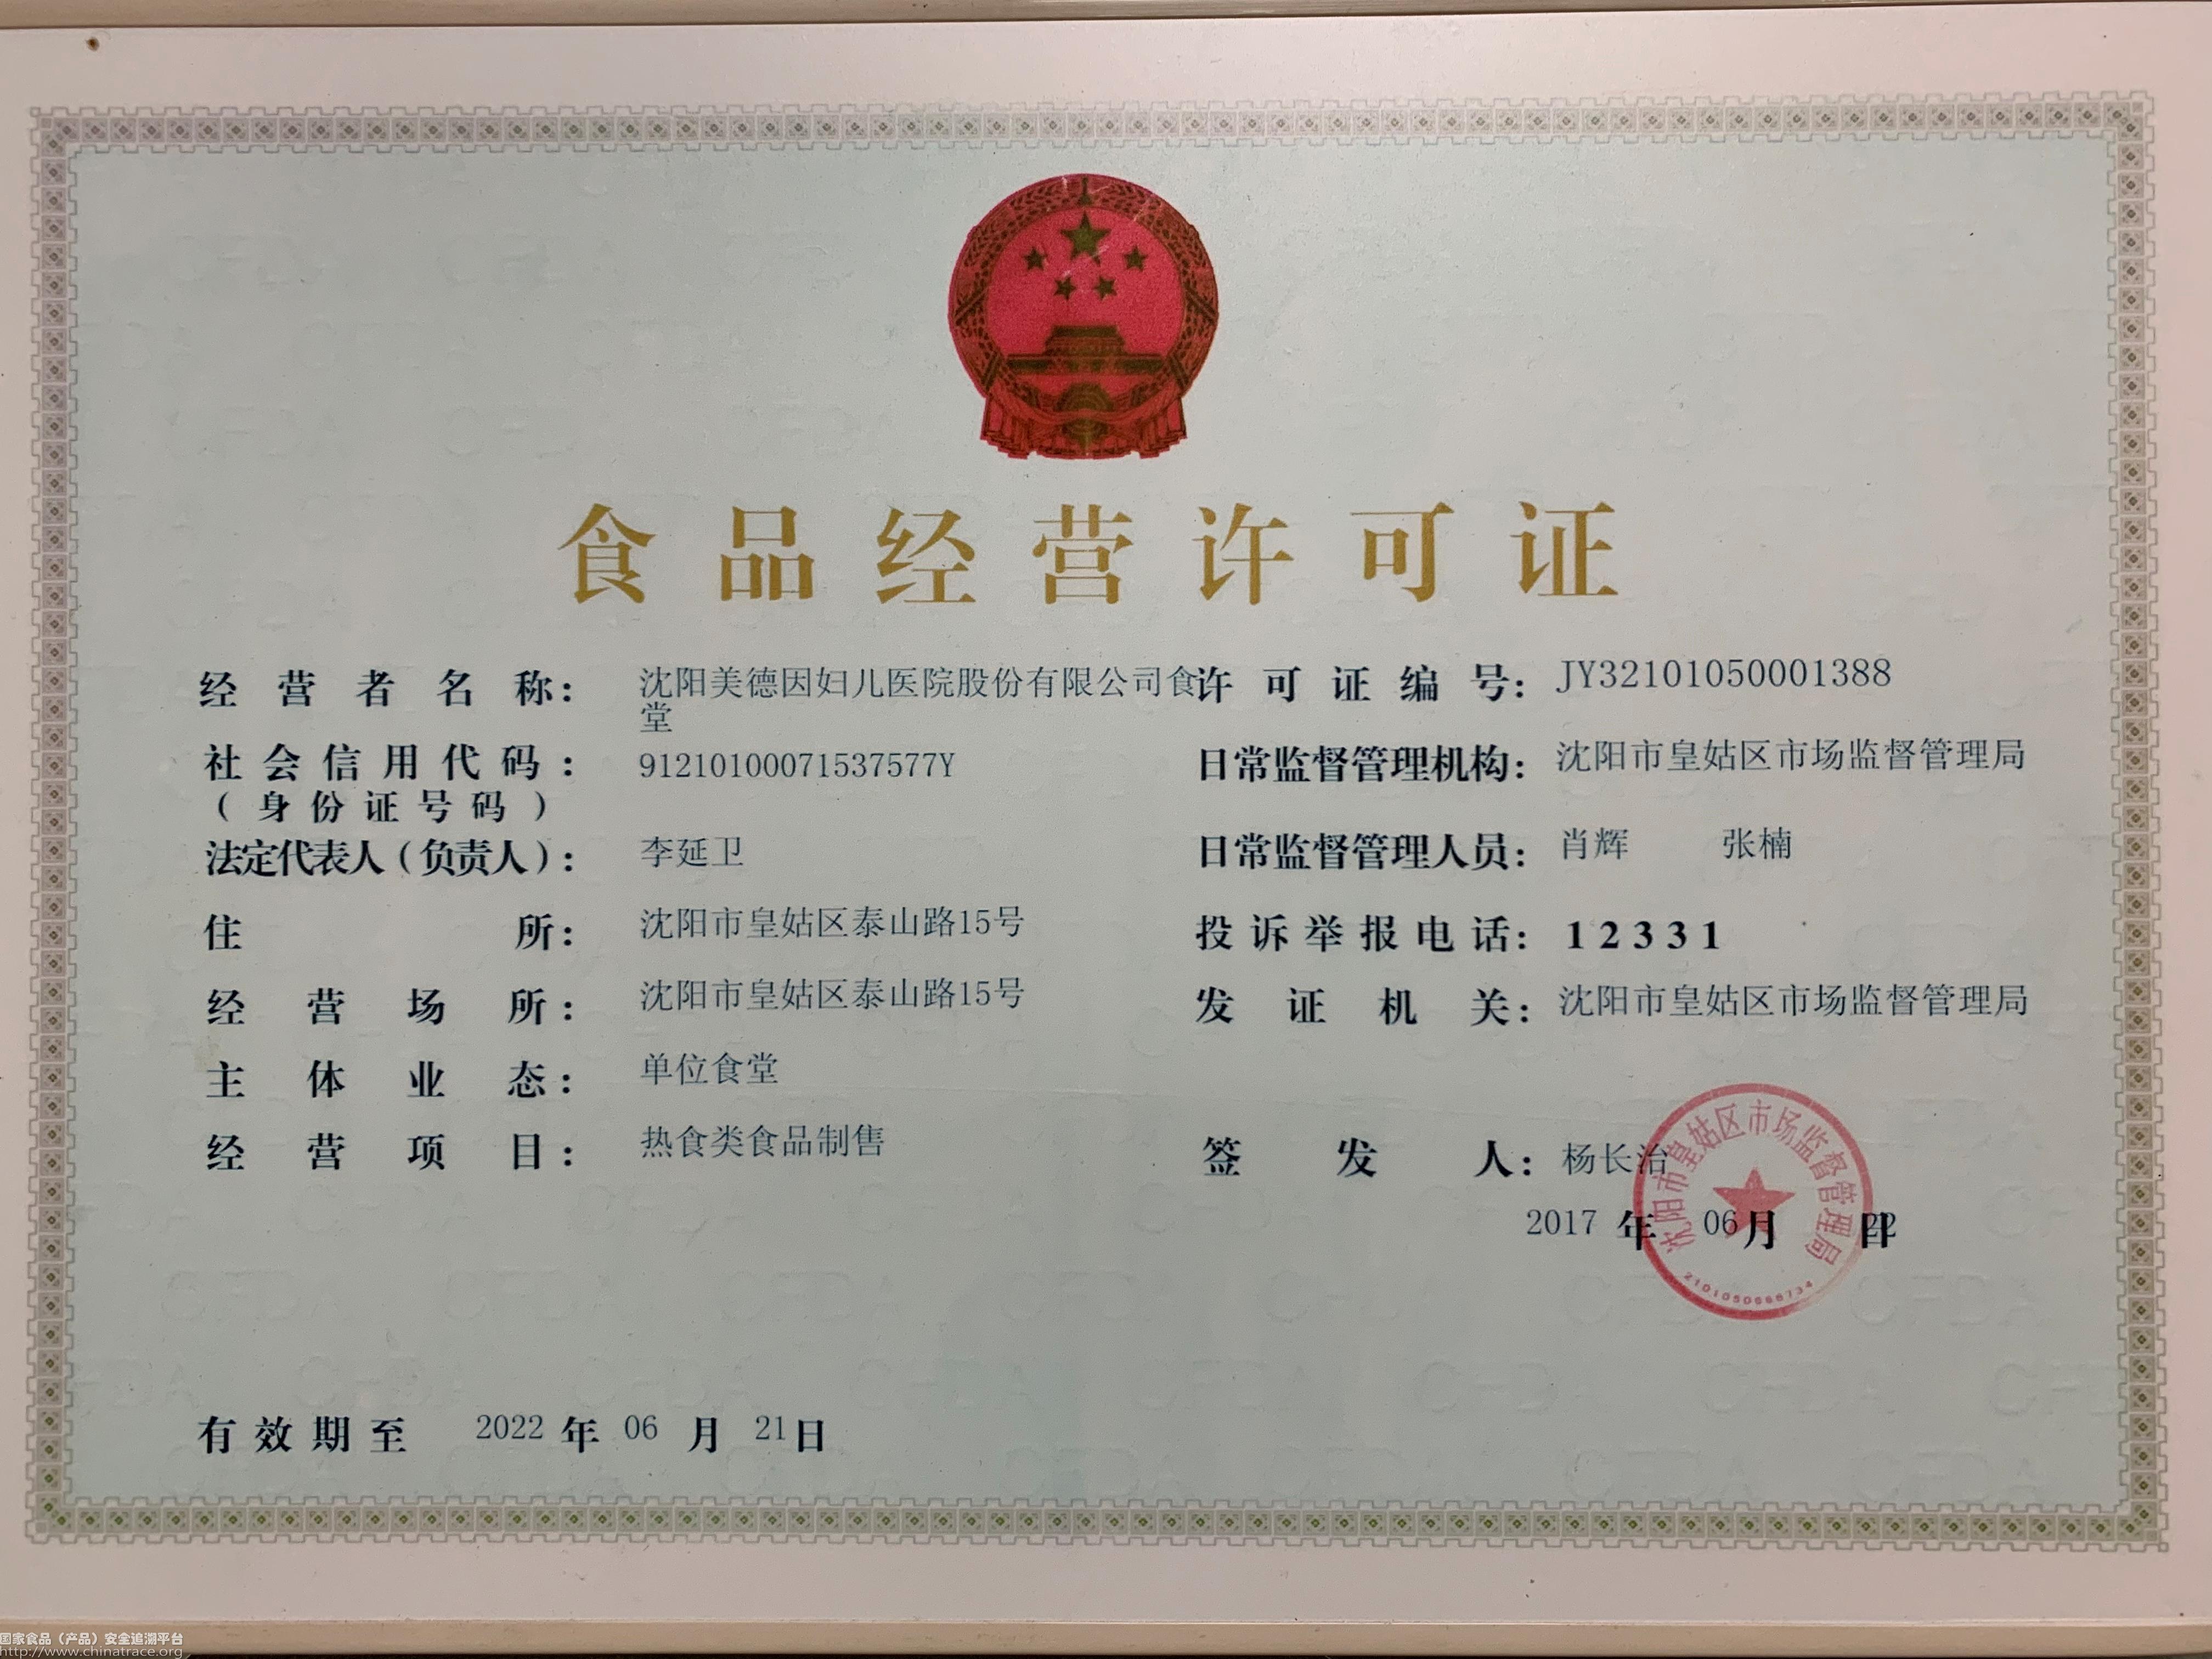 食品经营许可证
经营者名称：沈阳美德因妇儿医院股份有限公司食
堂
社会信用代码：91210100071537577Y
（身份证号码）
法定代表人（负责人）：李延卫
住所：沈阳市皇姑区泰山路15号
经营场所：沈阳市皇姑区泰山路15号
主体业态：单位食堂
经营项目：热食类食品制售
许可证编号：JY32101050001388
日常监督管理机构：沈阳市皇姑区市场监督管理局
日常监督管理人员：肖辉 张楠
投诉举报电话：12331
发证机关：沈阳市皇姑区市场监督管理局
签发人：杨长治
2017年06月22日
沈阳市皇姑区市场监督管理局
有效期至 2022年06月21日
国家食品（产品）安全追溯平台
http://www.chinatrace.org